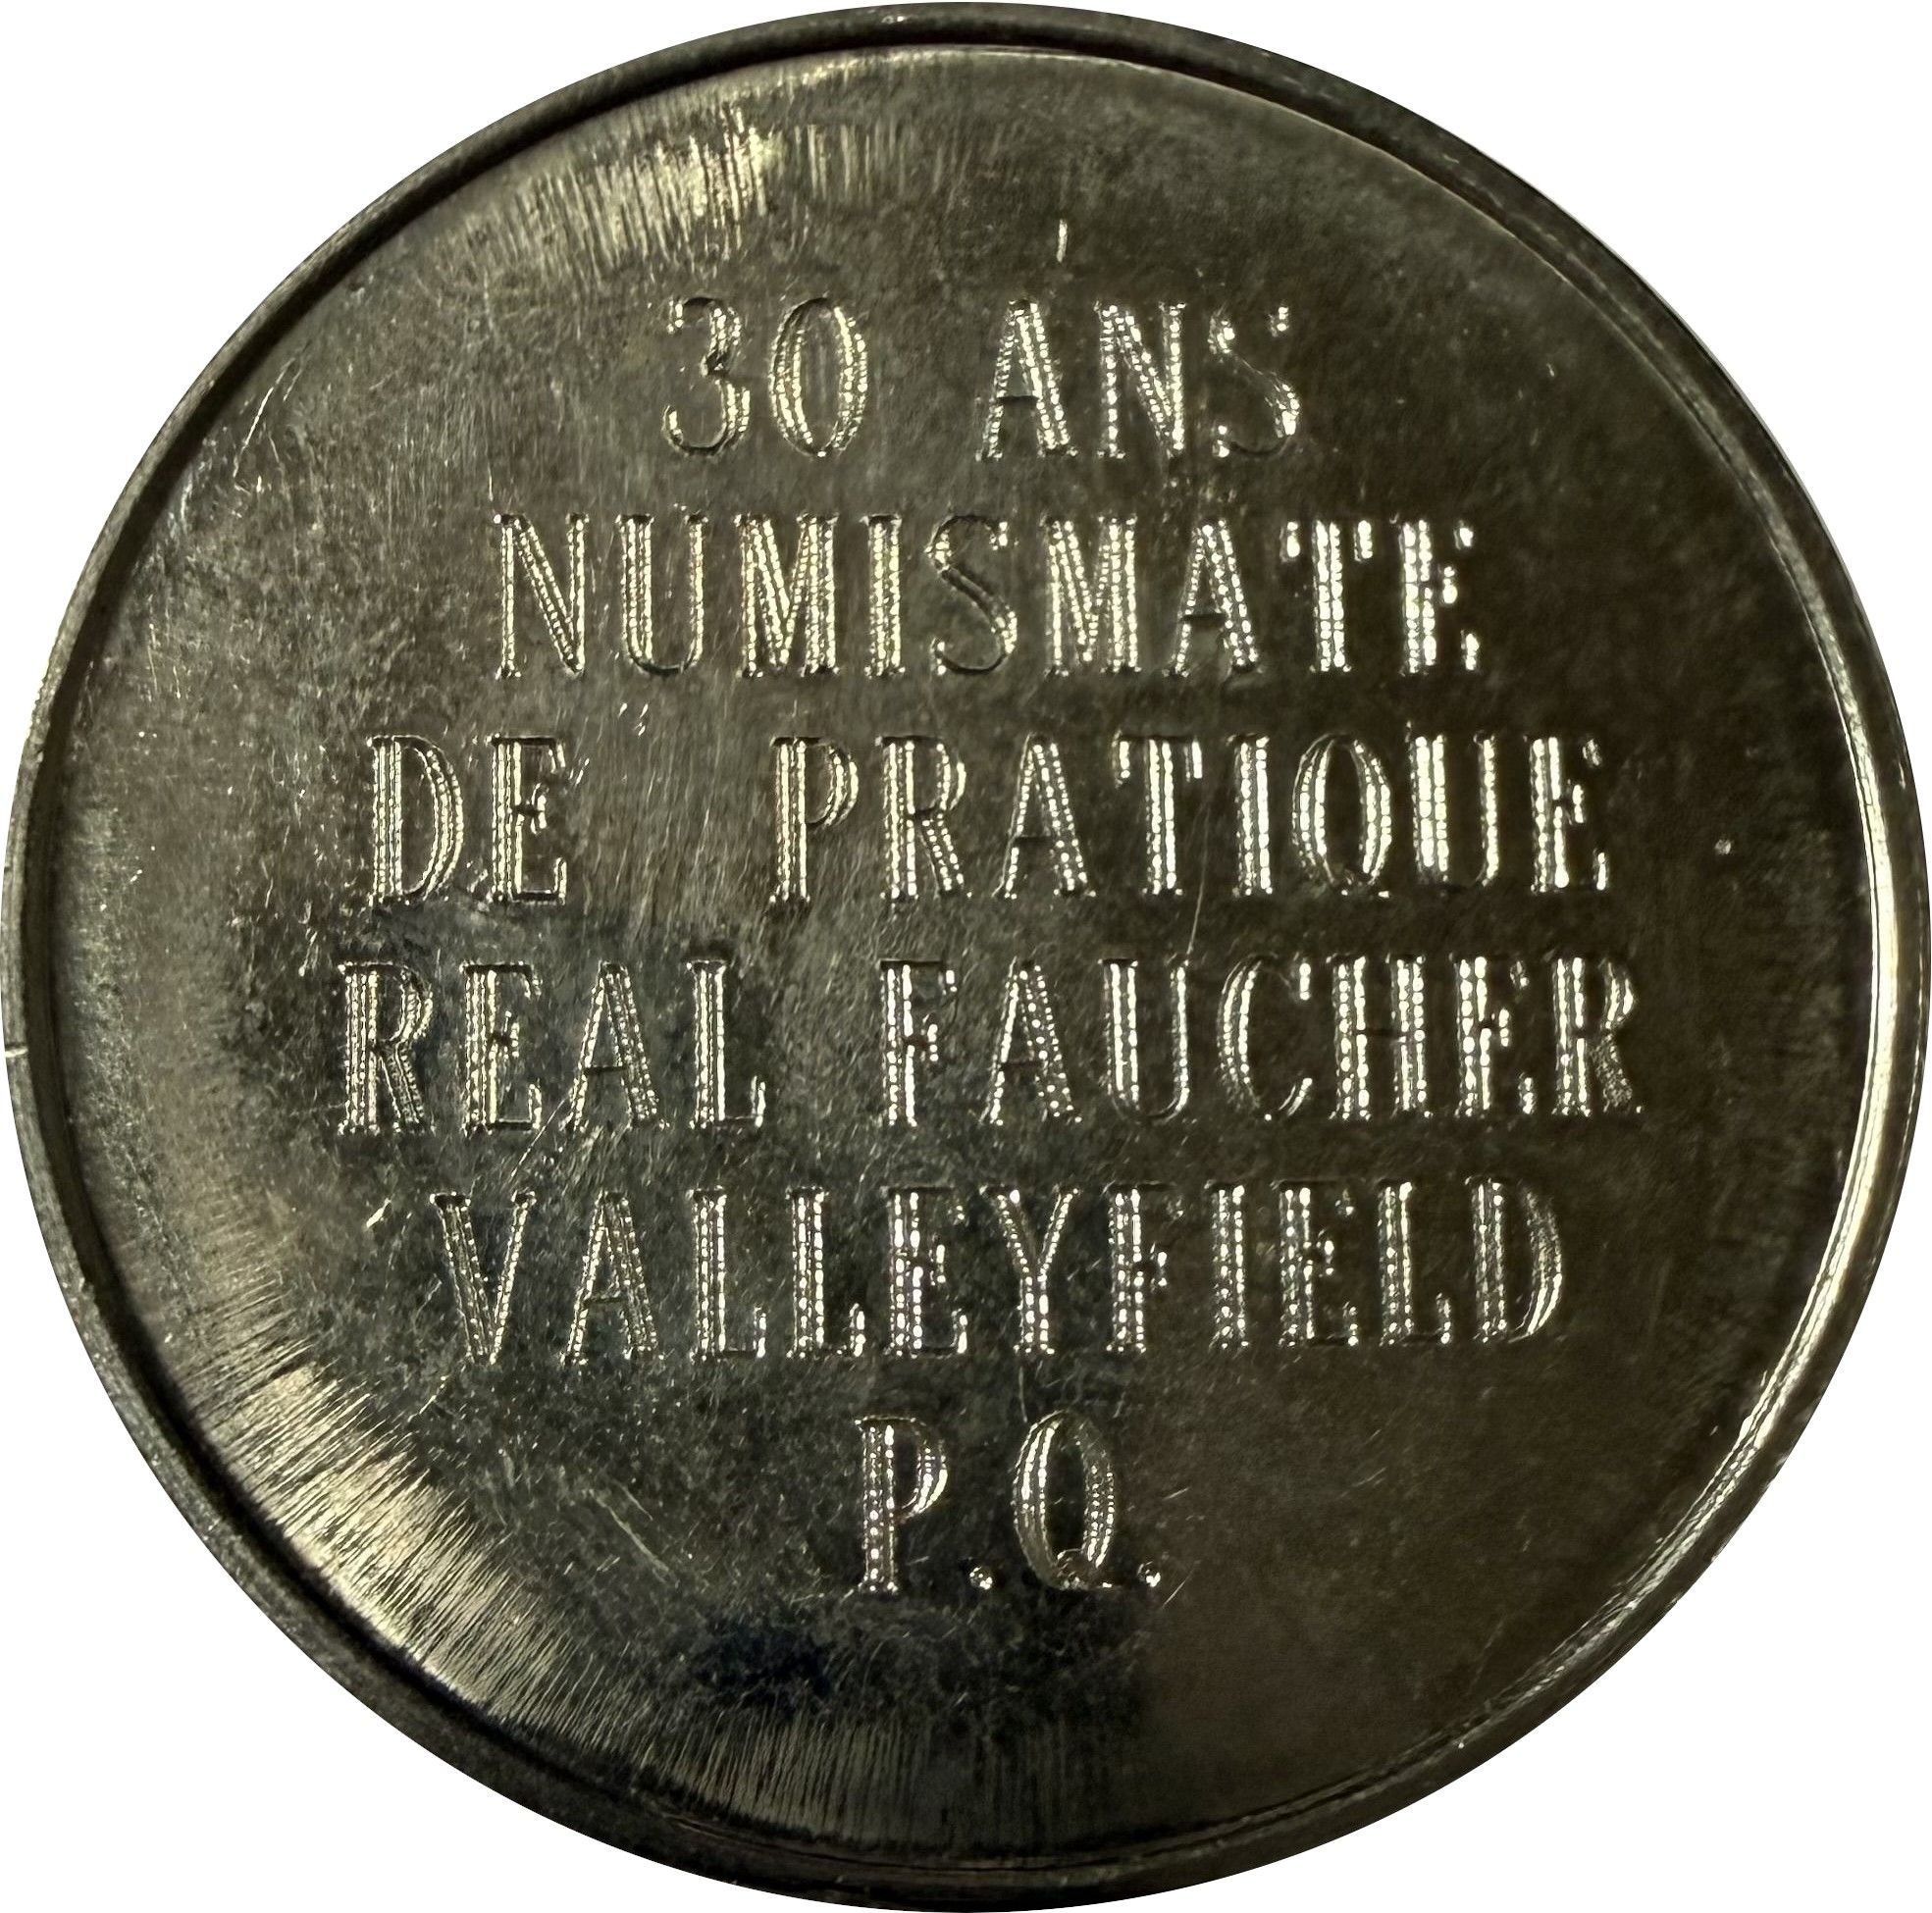 30 ANS
NUMISMATE
DE PRATIQUE
REAL FAUCHER
VALLEYFIELD
P.Q.